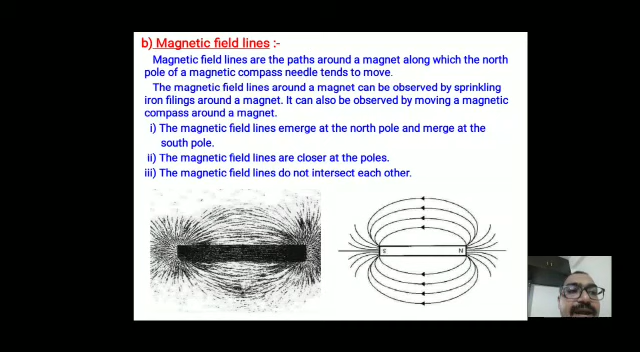 b) Magnetic field lines :-
Magnetic field lines are the paths around a magnet along which the north
pole of a magnetic compass needle tends to move.
The magnetic field lines around a magnet can be observed by sprinkling
iron filings around a magnet. It can also be observed by moving a magnetic
compass around a magnet.
i) The magnetic field lines emerge at the north pole and merge at the
south pole.
ii) The magnetic field lines are closer at the poles.
iii) The magnetic field lines do not intersect each other.
S N